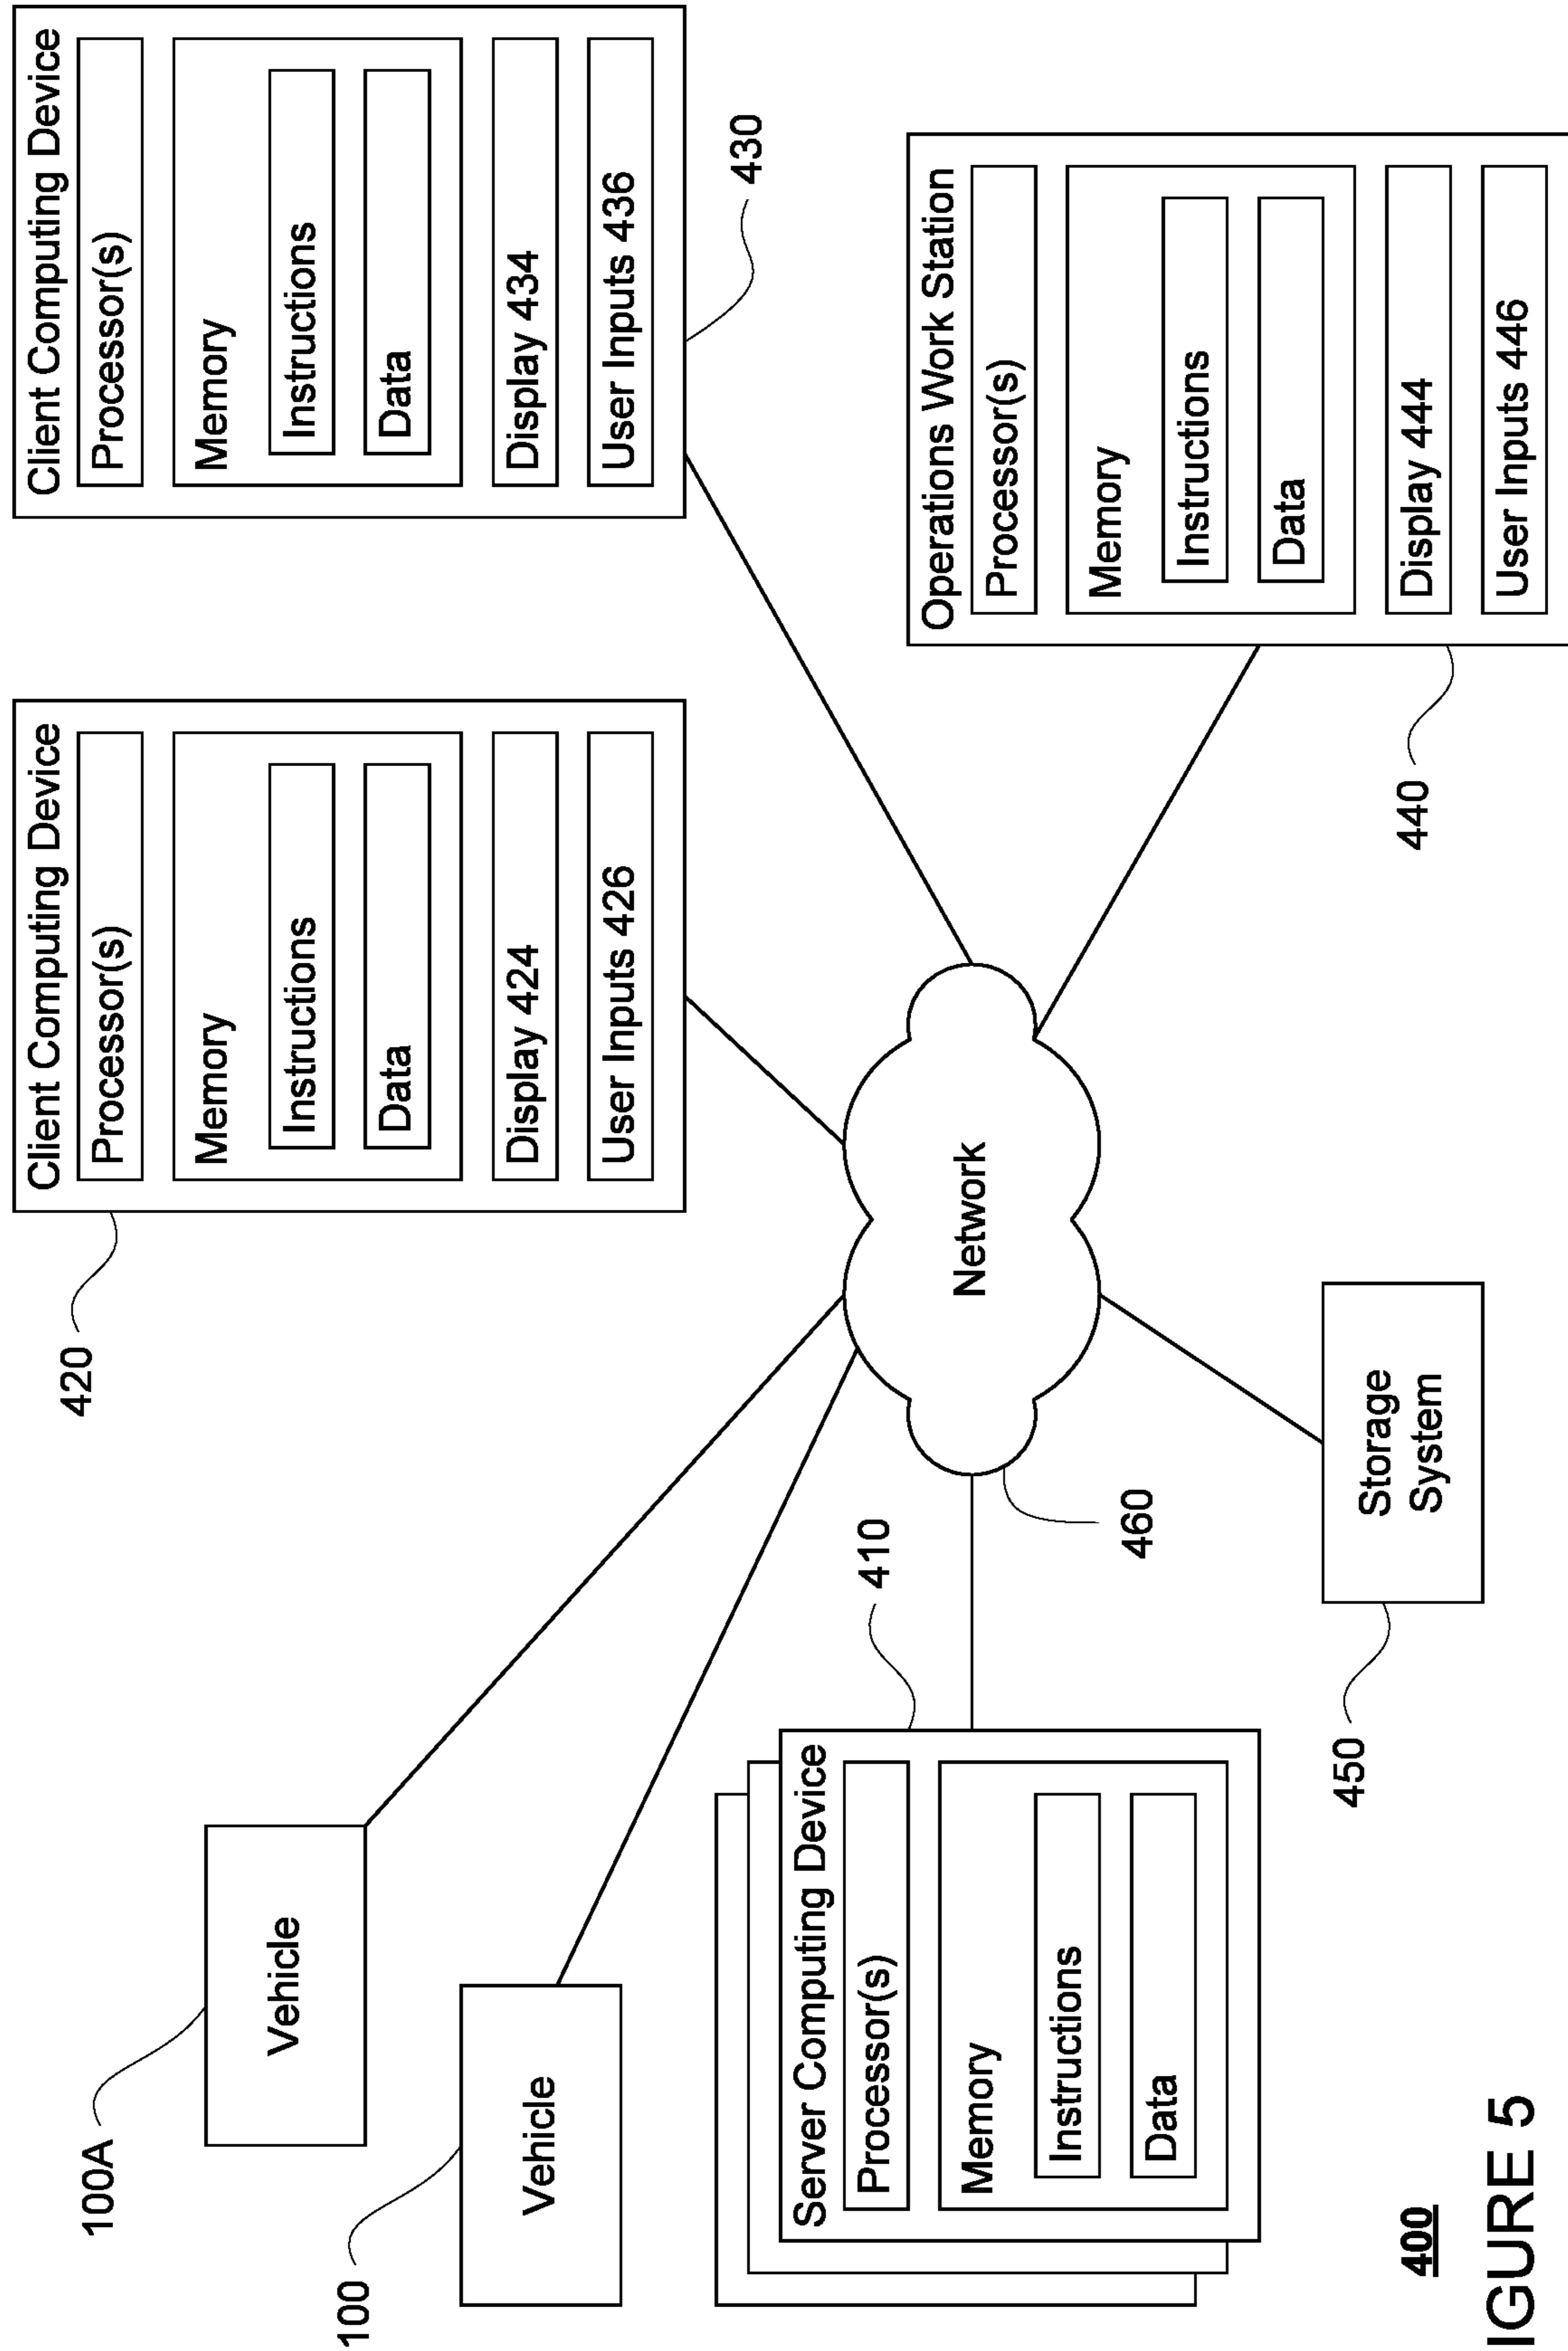 100A
Vehicle
100
Vehicle
420
Client Computing Device
Processor(s)
Memory
Instructions
Data
Display 424
User Inputs 426
Client Computing Device
Processor(s)
Memory
Instructions
Data
Display 434
User Inputs 436
430
Server Computing Device
Processor(s)
Memory
Instructions
Data
410
Network
460
Operations Work Station
Processor(s)
Memory
Instructions
Data
Display 444
User Inputs 446
440
Storage
System
450
400
IGURE 5